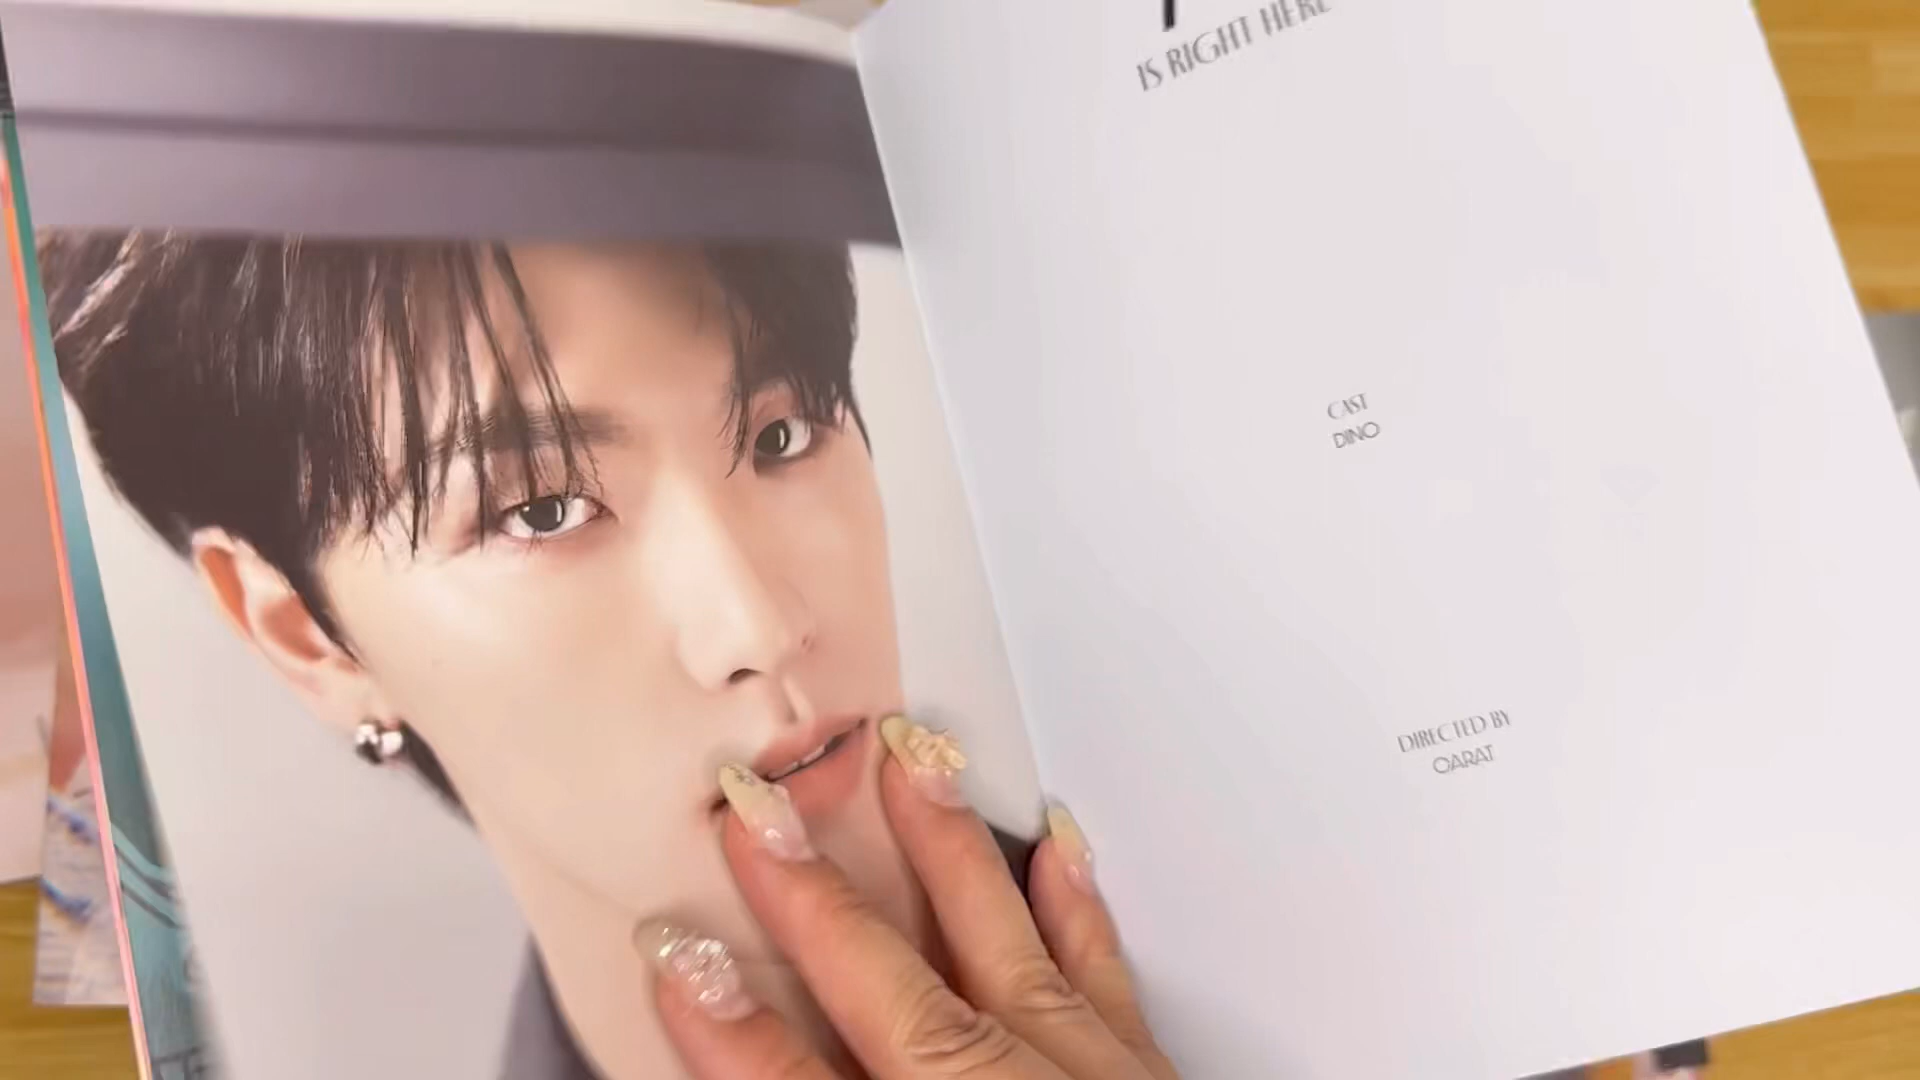 IS RIGHT HERE
CAST
DINO
DIRECTED BY
CARAT